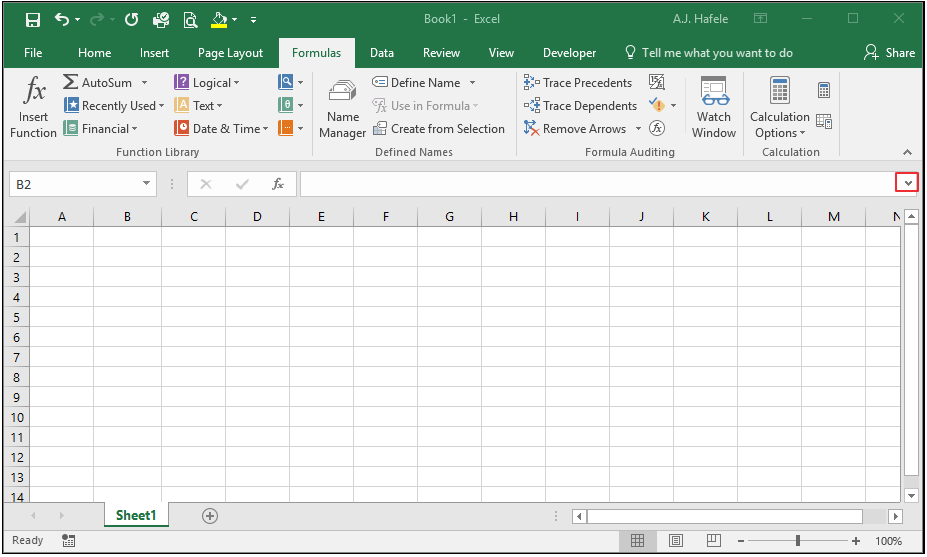 Book1 - Excel
A.J. Hafele
File Home Insert Page Layout Formulas Data Review View Developer Tell me what you want to do Share
fx Insert Function
AutoSum
Recently Used
Financial
Logical
Text
Date & Time
Function Library
Name Manager
Define Name
Use in Formula
Create from Selection
Defined Names
Trace Precedents
Trace Dependents
Remove Arrows
Formula Auditing
Watch Window
Calculation Options
Calculation
B2 fx
A B C D E F G H I J K L M N
1
2
3
4
5
6
7
8
9
10
11
12
13
14
Sheet1
Ready 100%